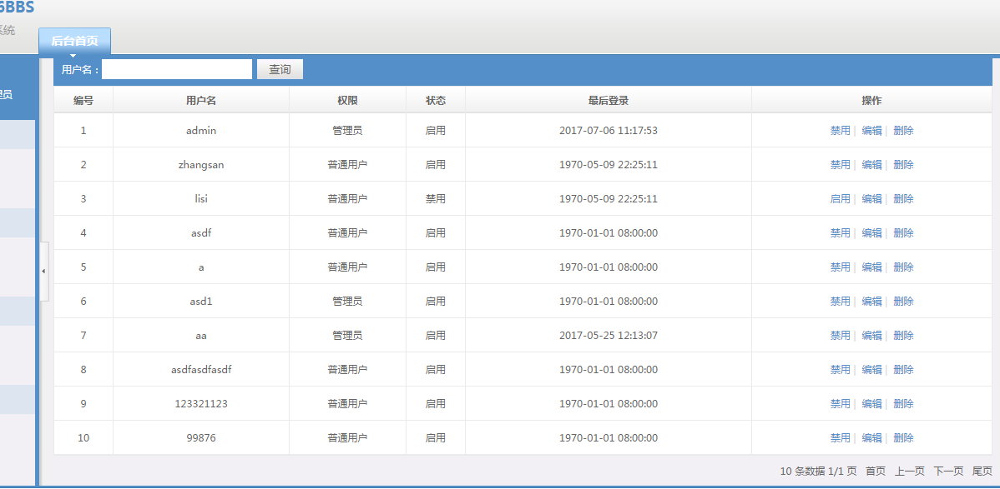 6BBS
系统
后台首页
用户名： 查询
理员
编号 用户名 权限 状态 最后登录 操作
1 admin 管理员 启用 2017-07-06 11:17:53 禁用| 编辑| 删除
2 zhangsan 普通用户 启用 1970-05-09 22:25:11 禁用| 编辑| 删除
3 lisi 普通用户 禁用 1970-05-09 22:25:11 启用| 编辑| 删除
4 asdf 普通用户 启用 1970-01-01 08:00:00 禁用| 编辑| 删除
5 a 普通用户 启用 1970-01-01 08:00:00 禁用| 编辑| 删除
6 asd1 管理员 启用 1970-01-01 08:00:00 禁用| 编辑| 删除
7 aa 管理员 启用 2017-05-25 12:13:07 禁用| 编辑| 删除
8 asdfasdfasdf 普通用户 启用 1970-01-01 08:00:00 禁用| 编辑| 删除
9 123321123 普通用户 启用 1970-01-01 08:00:00 禁用| 编辑| 删除
10 99876 普通用户 启用 1970-01-01 08:00:00 禁用| 编辑| 删除
10 条数据 1/1 页 首页 上一页 下一页 尾页